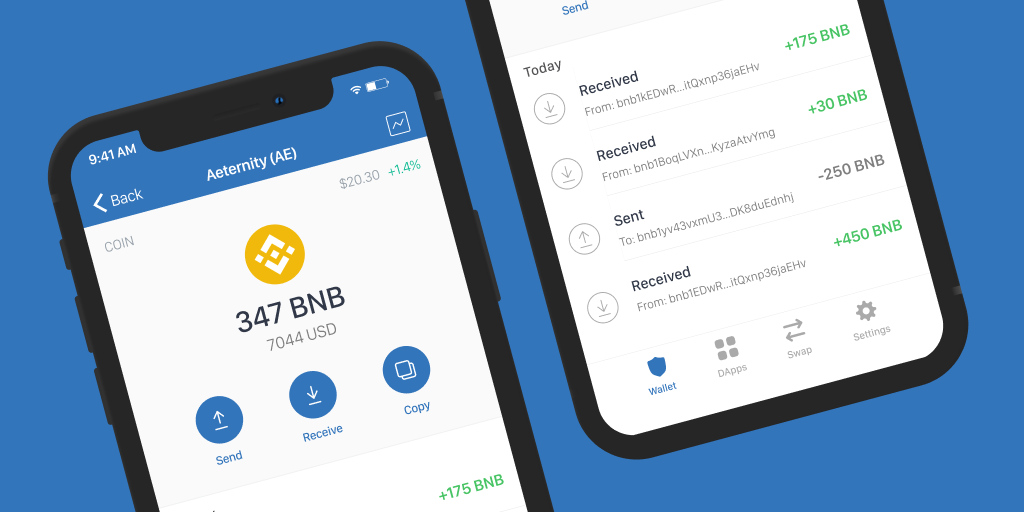 9:41 AM
Back
Aeternity (AE)
COIN
$20.30 +1.4%
347 BNB
7044 USD
Send
Receive
Copy
+175 BNB
Send
Today
Received
+175 BNB
From: bnb1kEDwR...itQxnp36jaEHv
Received
+30 BNB
From: bnb1BoqLVXn...KyzaAtvYmg
Sent
-250 BNB
To: bnb1yv43vxmU3...DK8duEdnhj
Received
+450 BNB
From: bnb1EDwR...itQxnp36jaEHv
Wallet
DApps
Swap
Settings